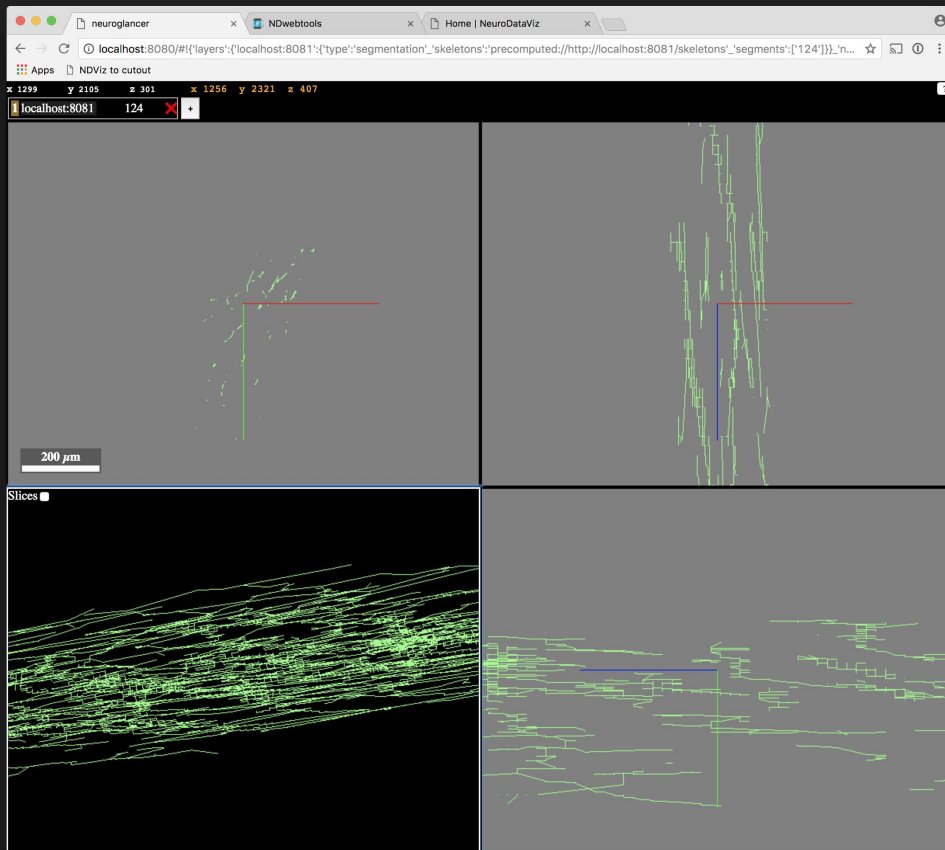 neuroglancer
NDwebtools
Home | NeuroDataViz
localhost:8080/#!{'layers':{'localhost:8081':{'type':'segmentation'_'skeletons':'precomputed://http://localhost:8081/skeletons'_'segments':['124']}}_'n...
Apps
NDViz to cutout
x 1299 y 2105 z 301 x 1256 y 2321 z 407
1 localhost:8081 124 +
200 μm
Slices